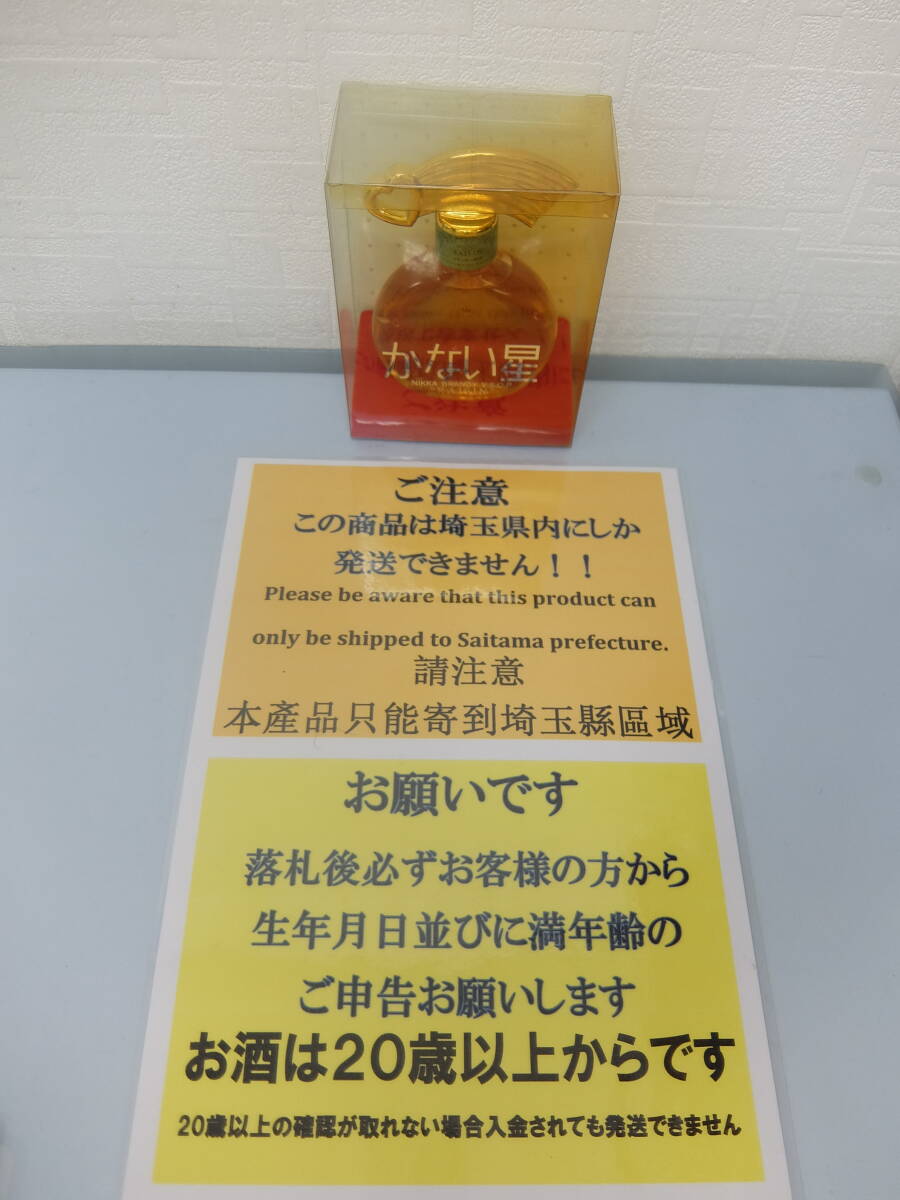 かない星
NIKKA BRANDY V.S.O.P
ご注意
この商品は埼玉県内にしか
発送できません！！
Please be aware that this product can
only be shipped to Saitama prefecture.
請注意
本產品只能寄到埼玉縣區域
お願いです
落札後必ずお客様の方から
生年月日並びに満年齢の
ご申告お願いします
お酒は20歳以上からです
20歳以上の確認が取れない場合入金されても発送できません